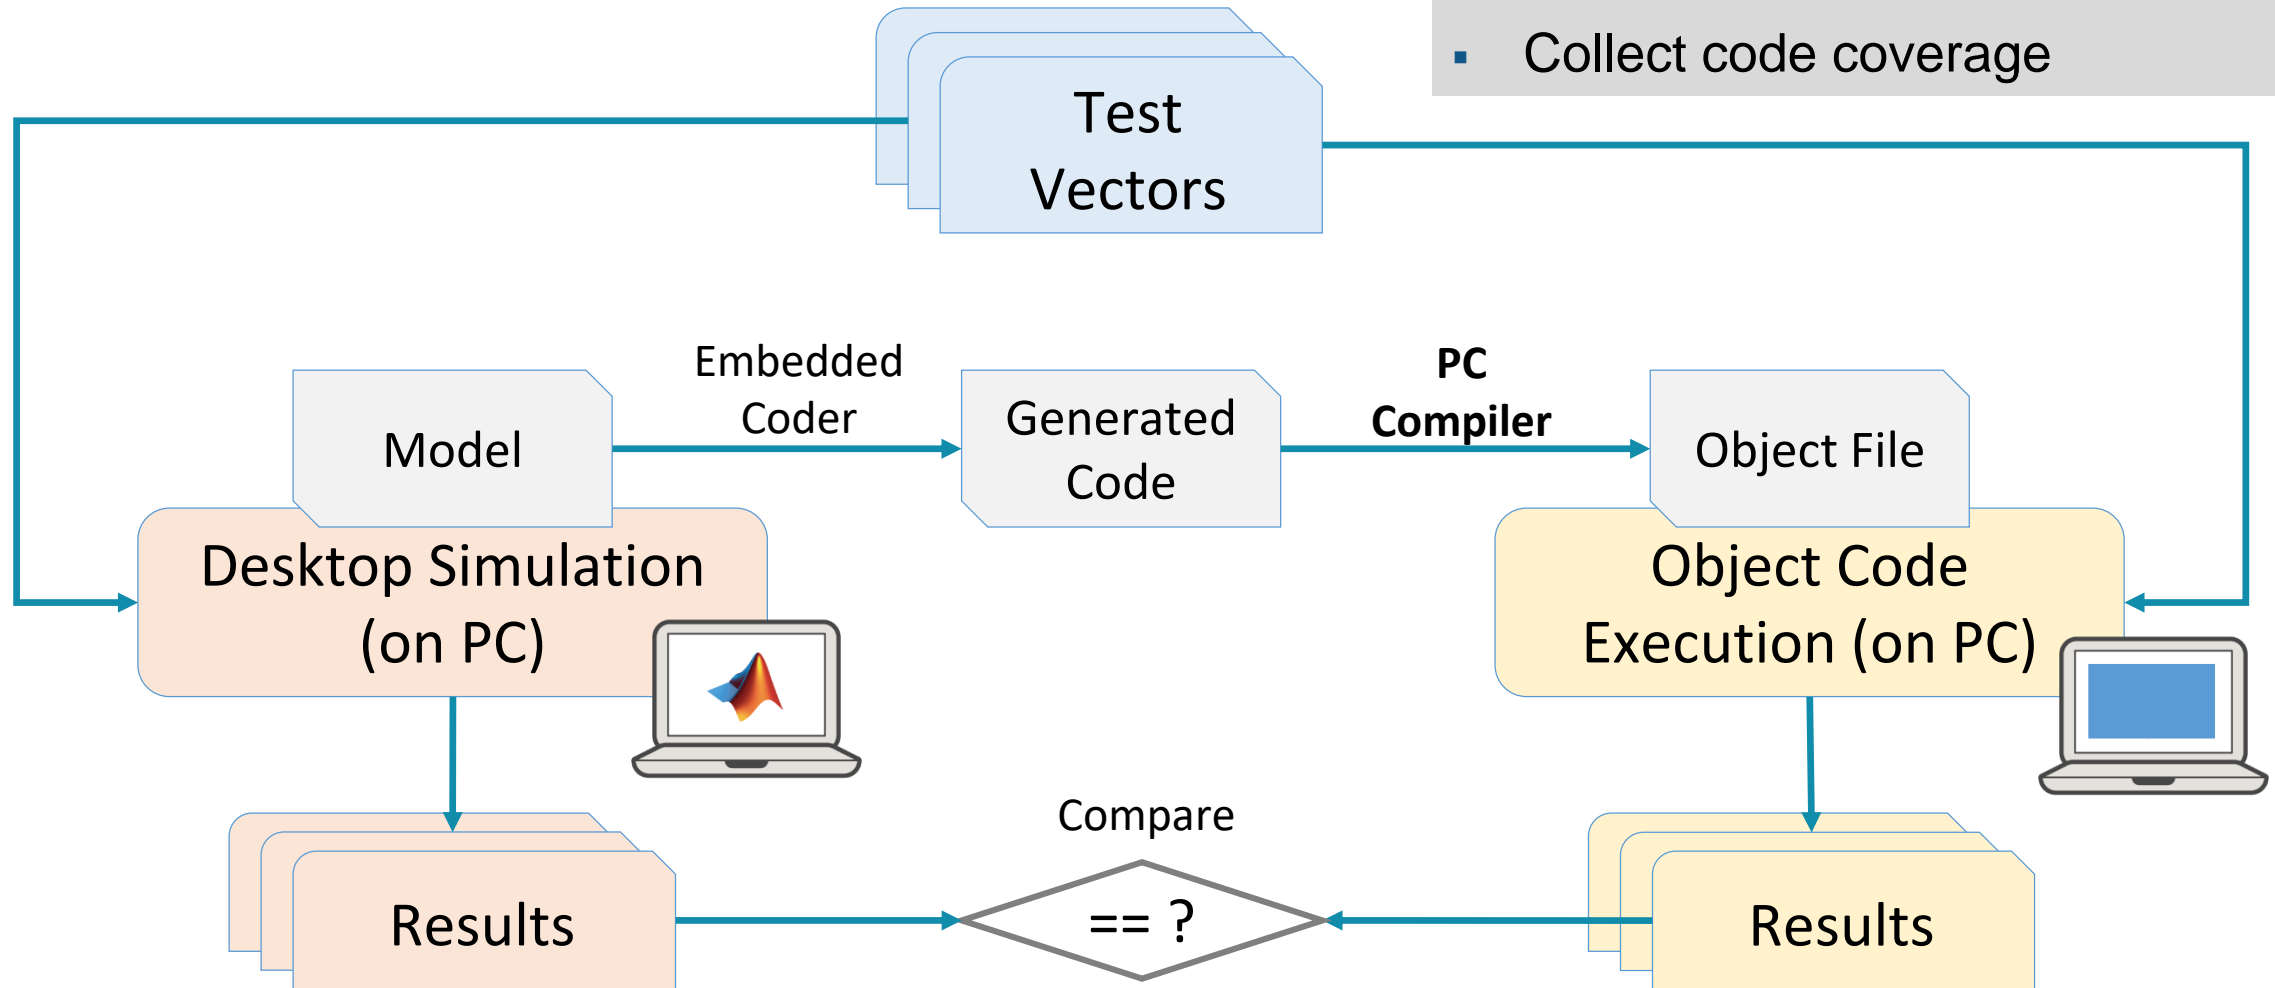 ▪ Collect code coverage
Test
Vectors
Embedded
Coder
PC
Compiler
Model
Generated
Code
Object File
Desktop Simulation
(on PC)
Object Code
Execution (on PC)
Compare
Results
== ?
Results